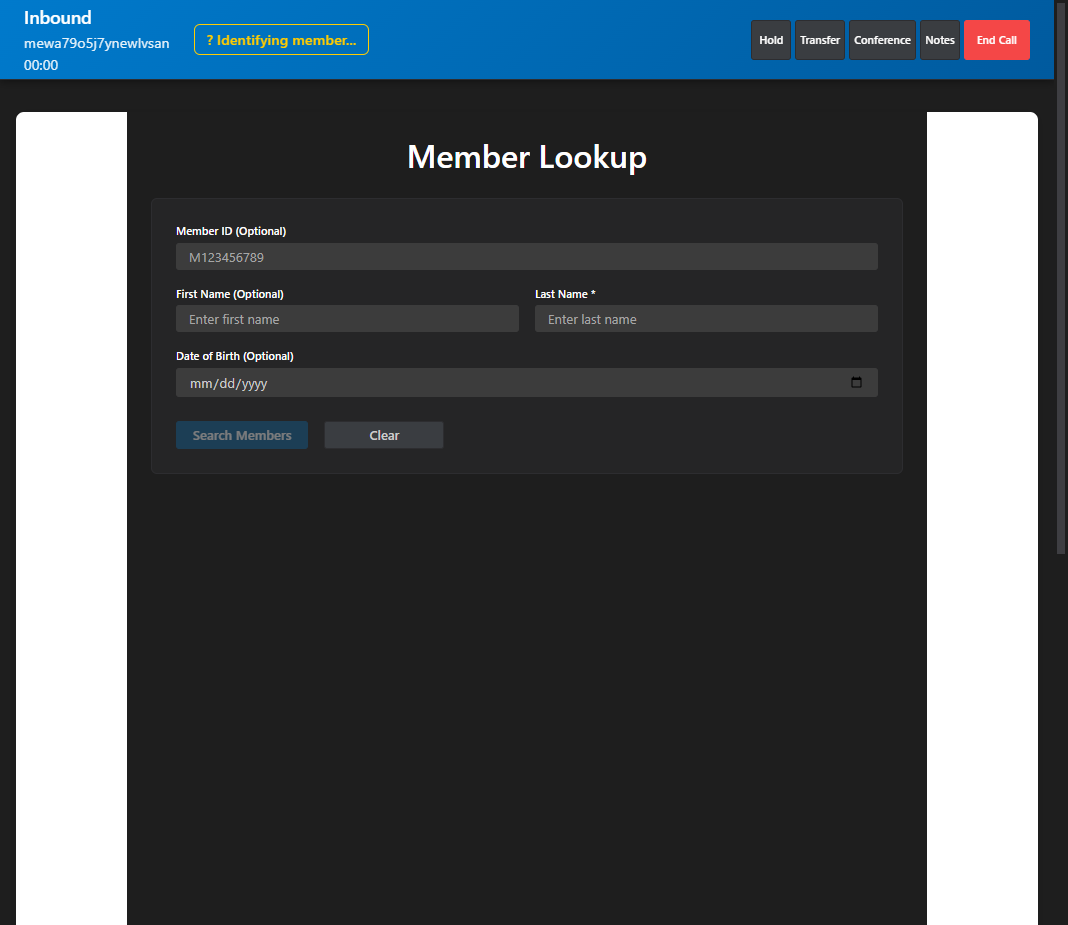 Inbound
mewa79o5j7ynewlvsan
00:00
? Identifying member...
Hold
Transfer
Conference
Notes
End Call
Member Lookup
Member ID (Optional)
M123456789
First Name (Optional)
Last Name *
Enter first name
Enter last name
Date of Birth (Optional)
mm/dd/yyyy
Search Members
Clear